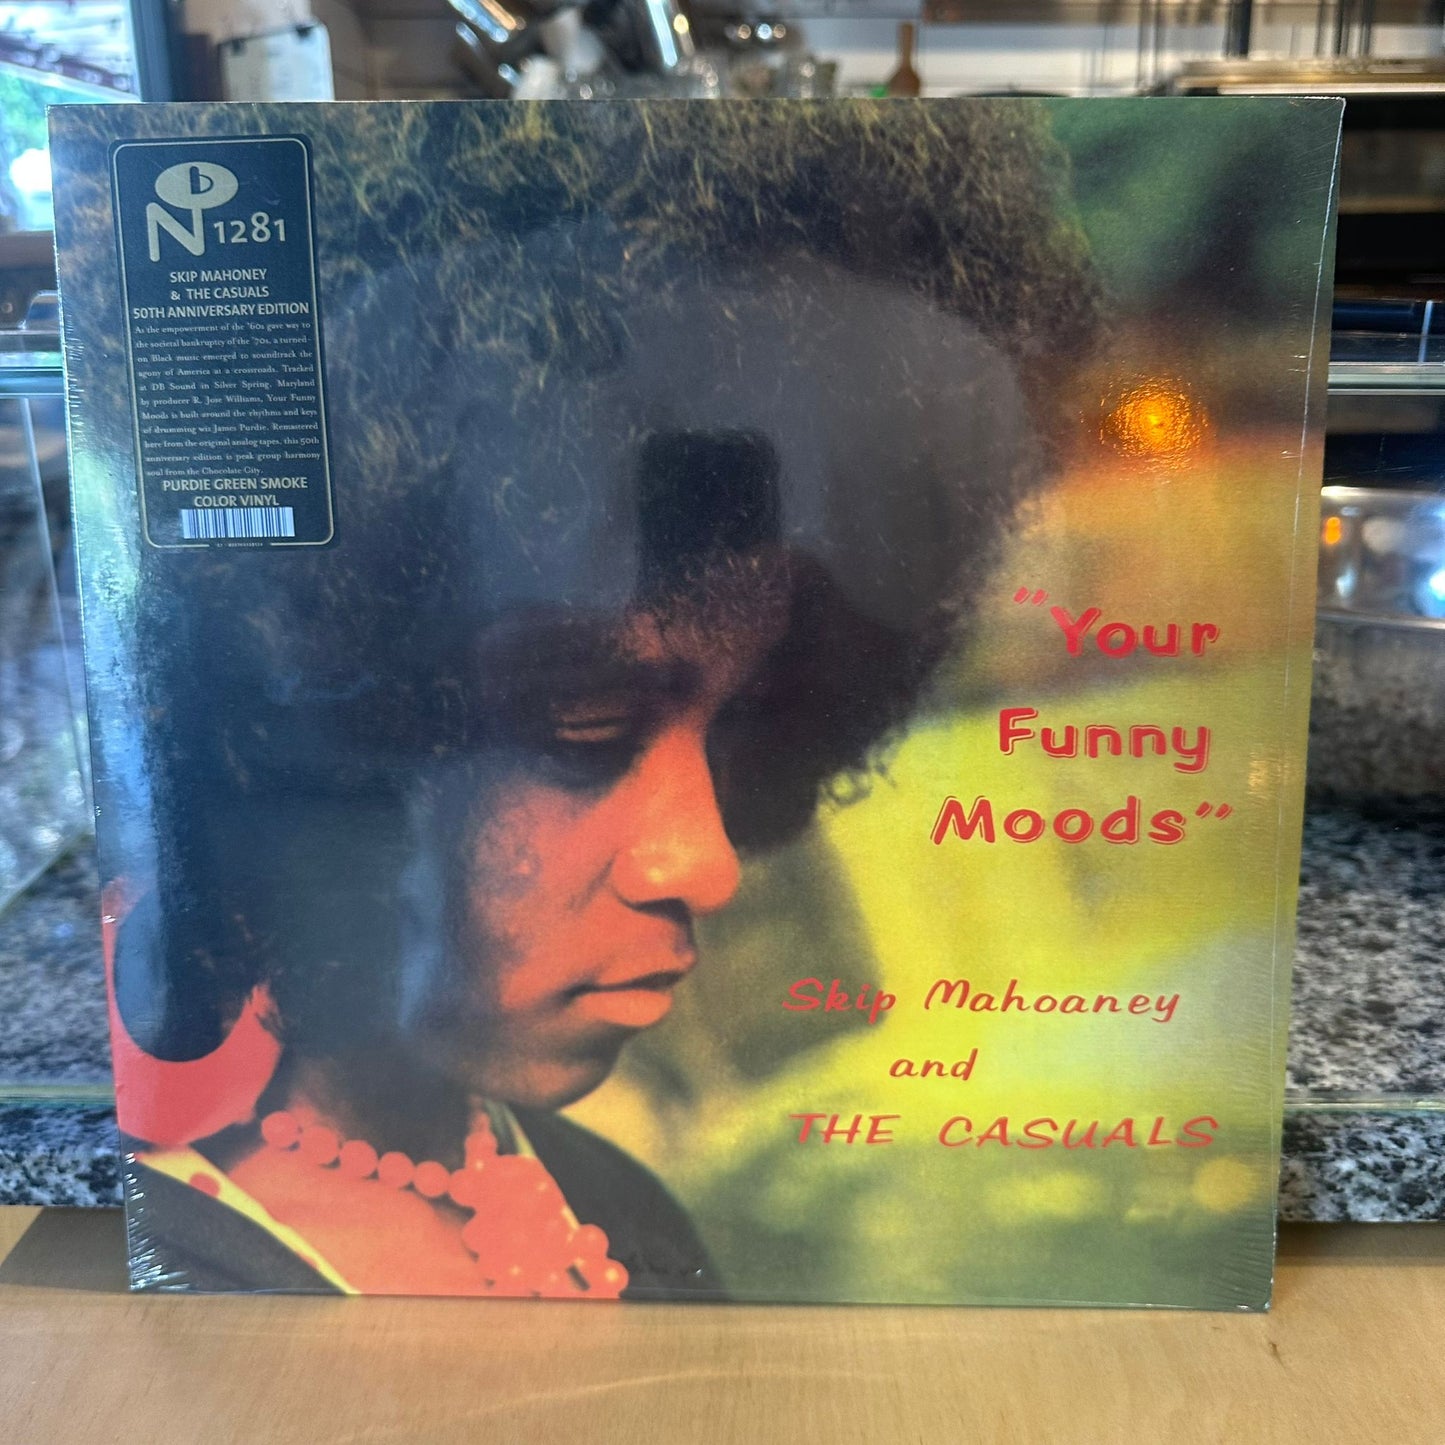 N 1281
SKIP MAHONEY
& THE CASUALS
50TH ANNIVERSARY EDITION
As the empowerment of the '60s gave way to
the societal bankruptcy of the '70s, a turned-
on Black music emerged to soundtrack the
agony of America at a crossroads. Tracked
at DB Sound in Silver Spring, Maryland
by producer R. Jose Williams, Your Funny
Moods is built around the rhythms and keys
of drumming wiz James Purdie. Remastered
here from the original analog tapes, this 50th
anniversary edition is peak group harmony
soul from the Chocolate City.
PURDIE GREEN SMOKE
COLOR VINYL
"Your
Funny
Moods"
Skip Mahoaney
and
THE CASUALS